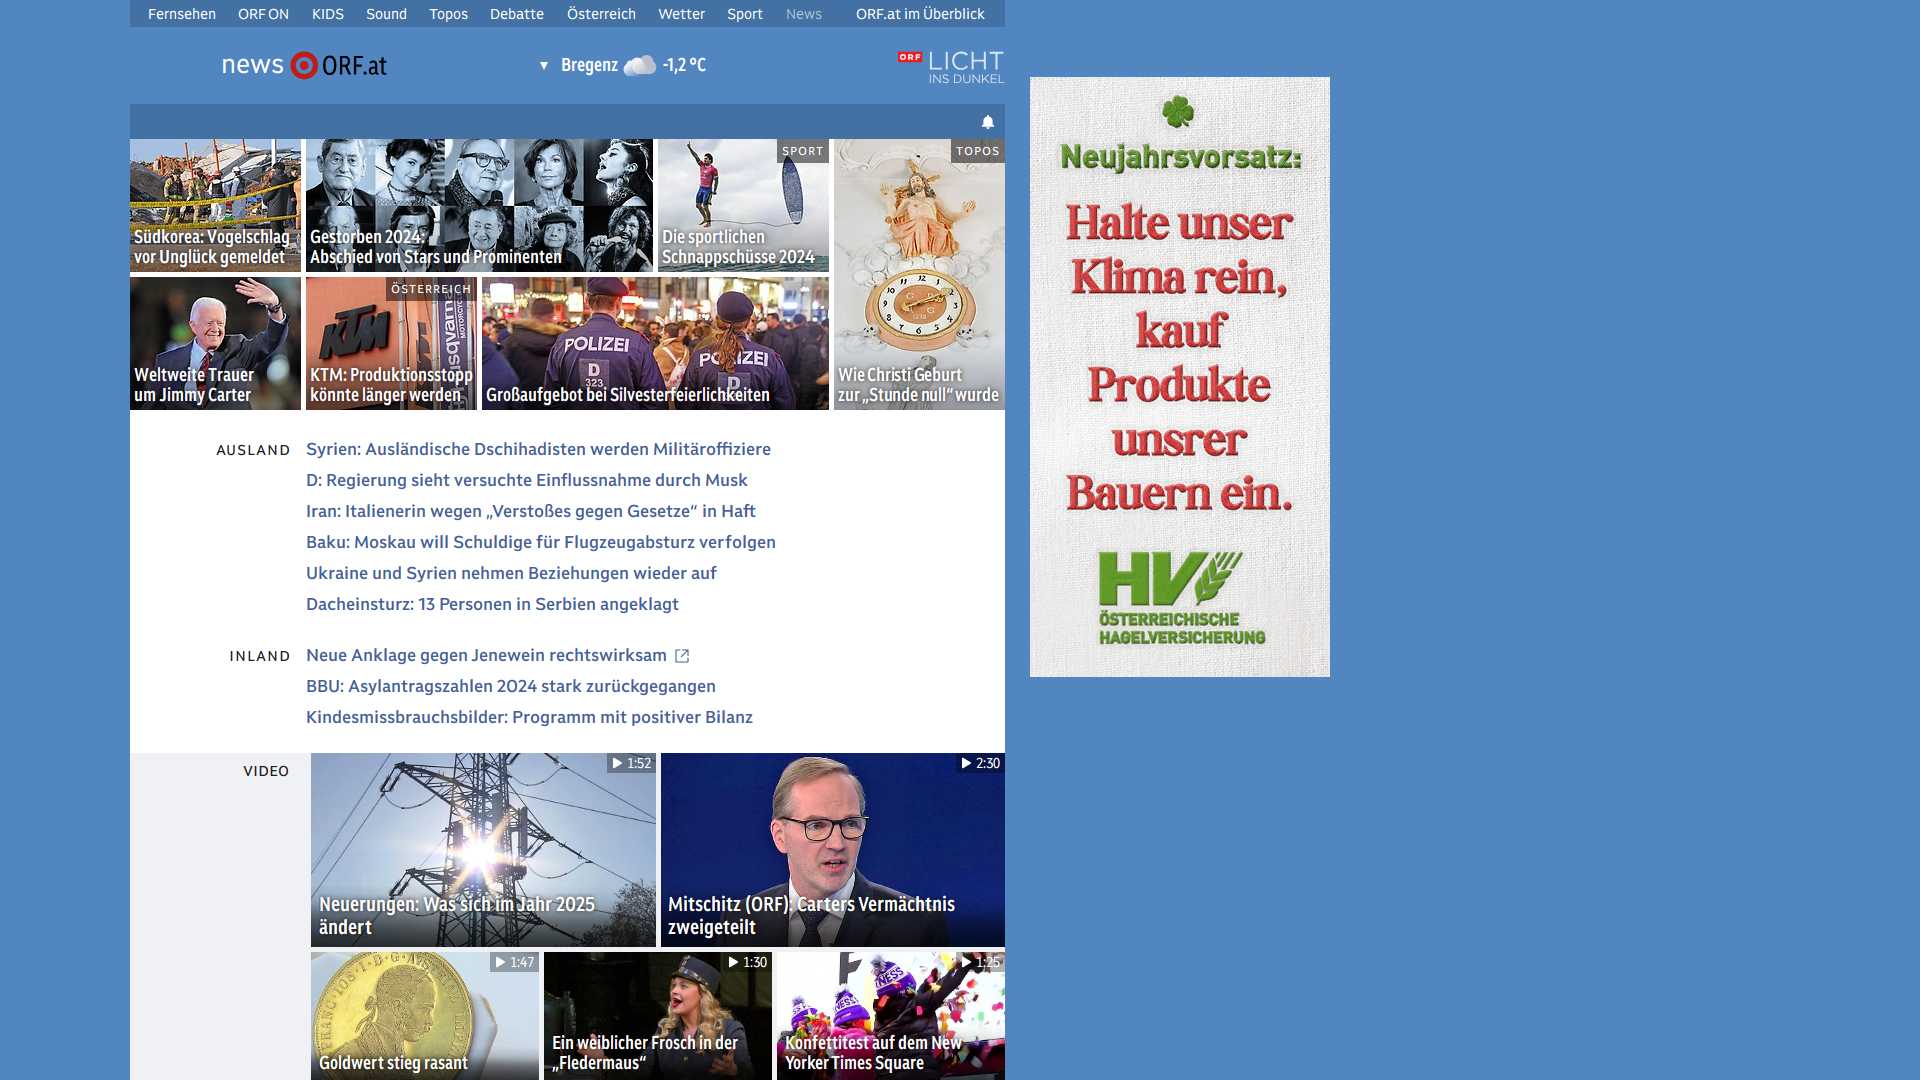 Fernsehen ORF ON KIDS Sound Topos Debatte Österreich Wetter Sport News ORF.at im Überblick
news ORF.at
▼ Bregenz -1,2 °C
ORF LICHT
INS DUNKEL
Südkorea: Vogelschlag
vor Unglück gemeldet
Gestorben 2024:
Abschied von Stars und Prominenten
SPORT
Die sportlichen
Schnappschüsse 2024
TOPOS
Wie Christi Geburt
zur „Stunde null“ wurde
Weltweite Trauer
um Jimmy Carter
ÖSTERREICH
KTM
KTM: Produktionsstopp
könnte länger werden
POLIZEI
D
323
POLIZEI
D
Großaufgebot bei Silvesterfeierlichkeiten
AUSLAND
Syrien: Ausländische Dschihadisten werden Militäroffiziere
D: Regierung sieht versuchte Einflussnahme durch Musk
Iran: Italienerin wegen „Verstoßes gegen Gesetze“ in Haft
Baku: Moskau will Schuldige für Flugzeugabsturz verfolgen
Ukraine und Syrien nehmen Beziehungen wieder auf
Dacheinsturz: 13 Personen in Serbien angeklagt
INLAND
Neue Anklage gegen Jenewein rechtswirksam
BBU: Asylantragszahlen 2024 stark zurückgegangen
Kindesmissbrauchsbilder: Programm mit positiver Bilanz
VIDEO
1:52
Neuerungen: Was sich im Jahr 2025
ändert
2:30
Mitschitz (ORF): Carters Vermächtnis
zweigeteilt
1:47
Goldwert stieg rasant
1:30
Ein weiblicher Frosch in der
„Fledermaus“
1:25
Konfettitest auf dem New
Yorker Times Square
Neujahrsvorsatz:
Halte unser
Klima rein,
kauf
Produkte
unsrer
Bauern ein.
HV
ÖSTERREICHISCHE
HAGELVERSICHERUNG